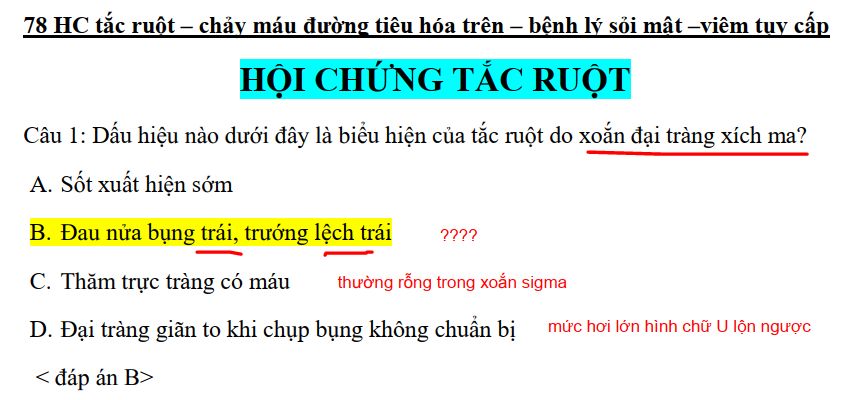 78 HC tắc ruột – chảy máu đường tiêu hóa trên – bệnh lý sỏi mật –viêm tụy cấp
HỘI CHỨNG TẮC RUỘT
Câu 1: Dấu hiệu nào dưới đây là biểu hiện của tắc ruột do xoắn đại tràng xích ma?
A. Sốt xuất hiện sớm
B. Đau nửa bụng trái, trướng lệch trái ????
C. Thăm trực tràng có máu thường rỗng trong xoắn sigma
D. Đại tràng giãn to khi chụp bụng không chuẩn bị mức hơi lớn hình chữ U lộn ngược
< đáp án B>